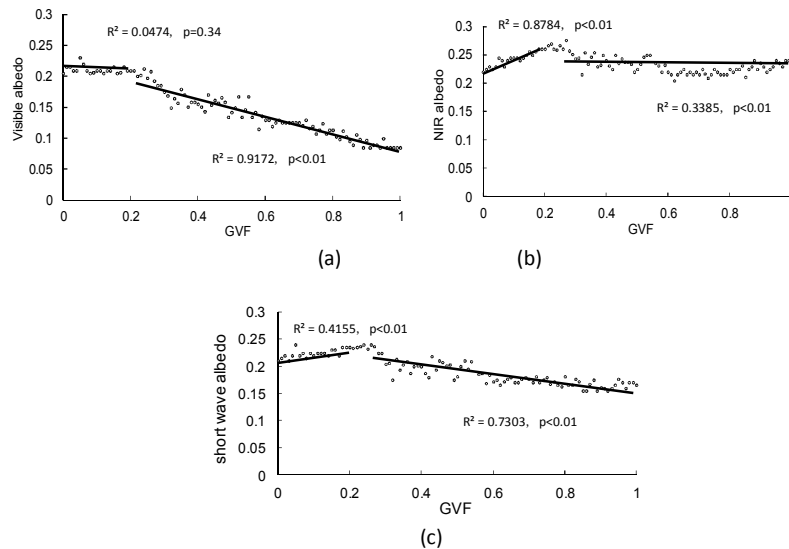 0.3
R² = 0.0474, p=0.34
0.25
0.2
0.15
0.1
0.05
0
Visible albedo
R² = 0.9172, p<0.01
0 0.2 0.4 0.6 0.8 1
GVF
(a)
0.3
R² = 0.8784, p<0.01
0.25
0.2
0.15
0.1
0.05
0
NIR albedo
R² = 0.3385, p<0.01
0 0.2 0.4 0.6 0.8
GVF
(b)
0.3
R² = 0.4155, p<0.01
0.25
0.2
0.15
0.1
0.05
0
short wave albedo
R² = 0.7303, p<0.01
0 0.2 0.4 0.6 0.8 1
GVF
(c)